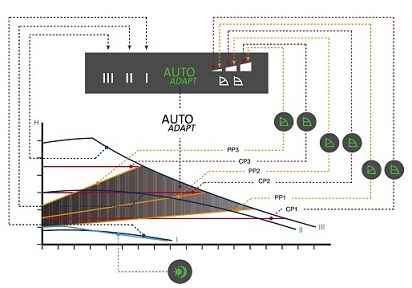 III II I AUTO
ADAPT
AUTO
ADAPT
H
PP3
CP3
PP2
CP2
PP1
CP1
III
II
I